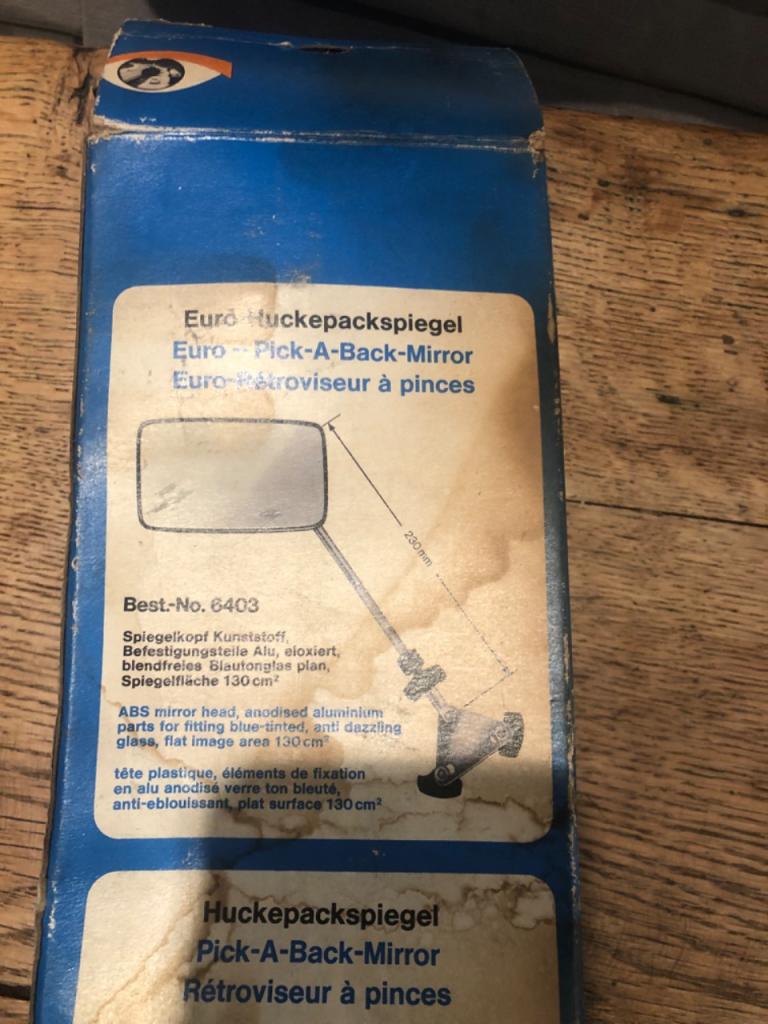 Euro-Huckepackspiegel
Euro - Pick-A-Back-Mirror
Euro-Rétroviseur à pinces
230mm
Best.-No. 6403
Spiegelkopf Kunststoff,
Befestigungsteile Alu, eloxiert,
blendfreies Blautonglas plan,
Spiegelfläche 130 cm²
ABS mirror head, anodised aluminium
parts for fitting blue-tinted, anti dazzling
glass, flat image area 130 cm²
tête plastique, éléments de fixation
en alu anodisé verre ton bleuté,
anti-eblouissant, plat surface 130 cm²
Huckepackspiegel
Pick-A-Back-Mirror
Rétroviseur à pinces